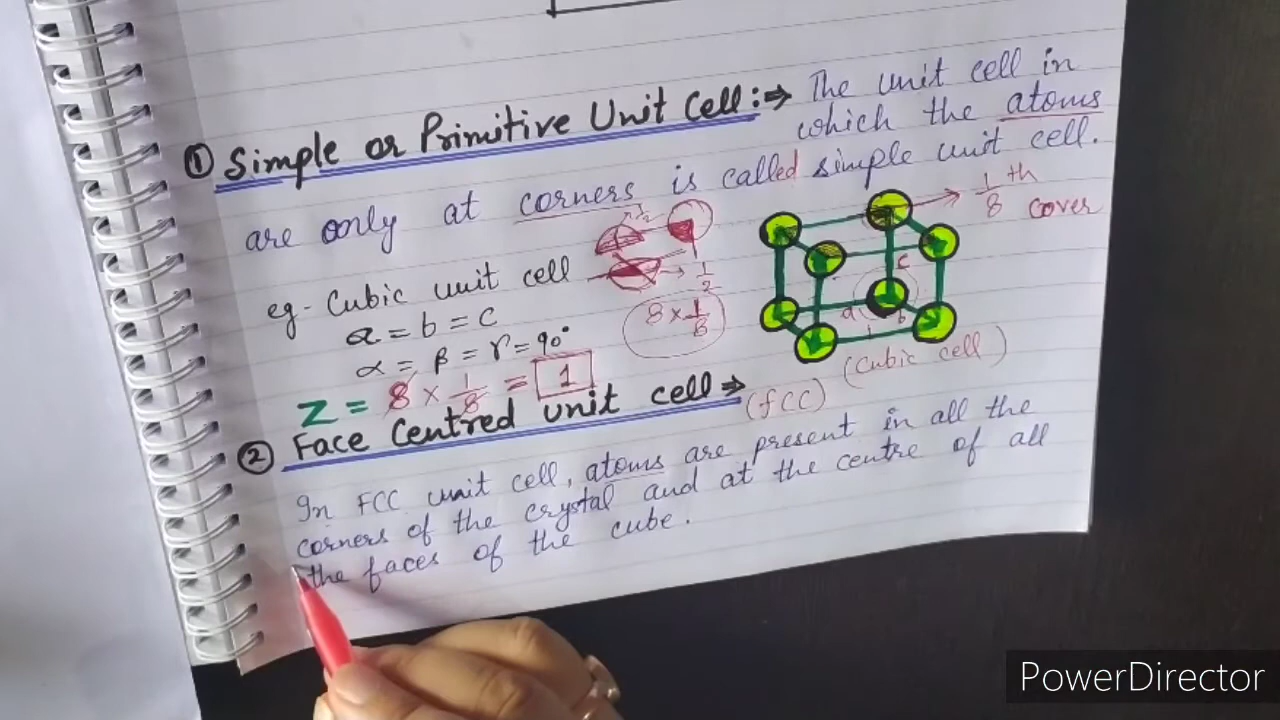 ① Simple or Primitive Unit Cell :⇒ The unit cell in
which the atoms
are only at corners is called simple unit cell.
eg - Cubic unit cell
a = b = c
α = β = γ = 90°
Z = 8 × 1/8 = 1
1/2
1/2
8 × 1/8
1/8 th cover
a
b
c
(Cubic cell)
② Face Centred unit cell ⇒ (fCC)
In FCC unit cell, atoms are present in all the
corners of the crystal and at the centre of all
the faces of the cube.
PowerDirector